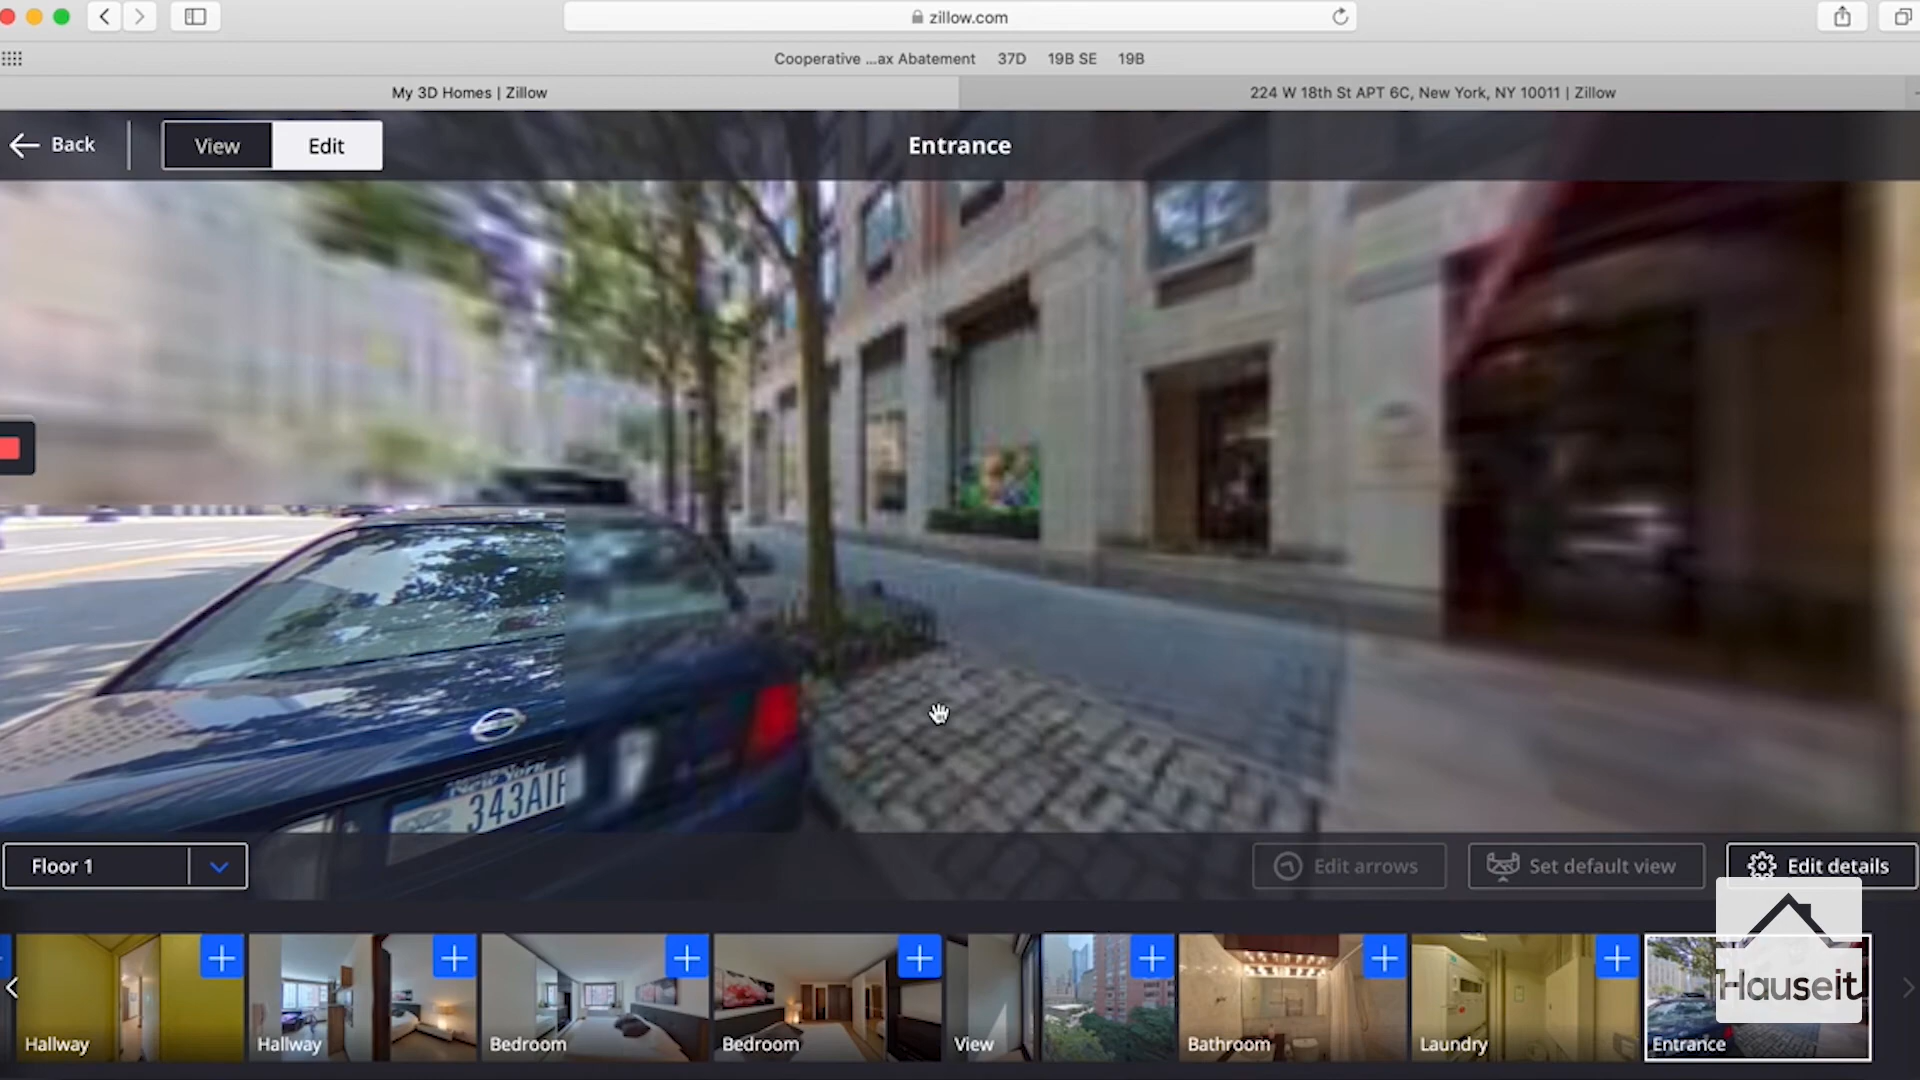 zillow.com
Cooperative ...ax Abatement 37D 19B SE 19B
My 3D Homes | Zillow
224 W 18th St APT 6C, New York, NY 10011 | Zillow
Back
View
Edit
Entrance
New York
343AIF
Floor 1
Edit arrows
Set default view
Edit details
Hallway
Hallway
Bedroom
Bedroom
View
Bathroom
Laundry
Entrance
Hauseit